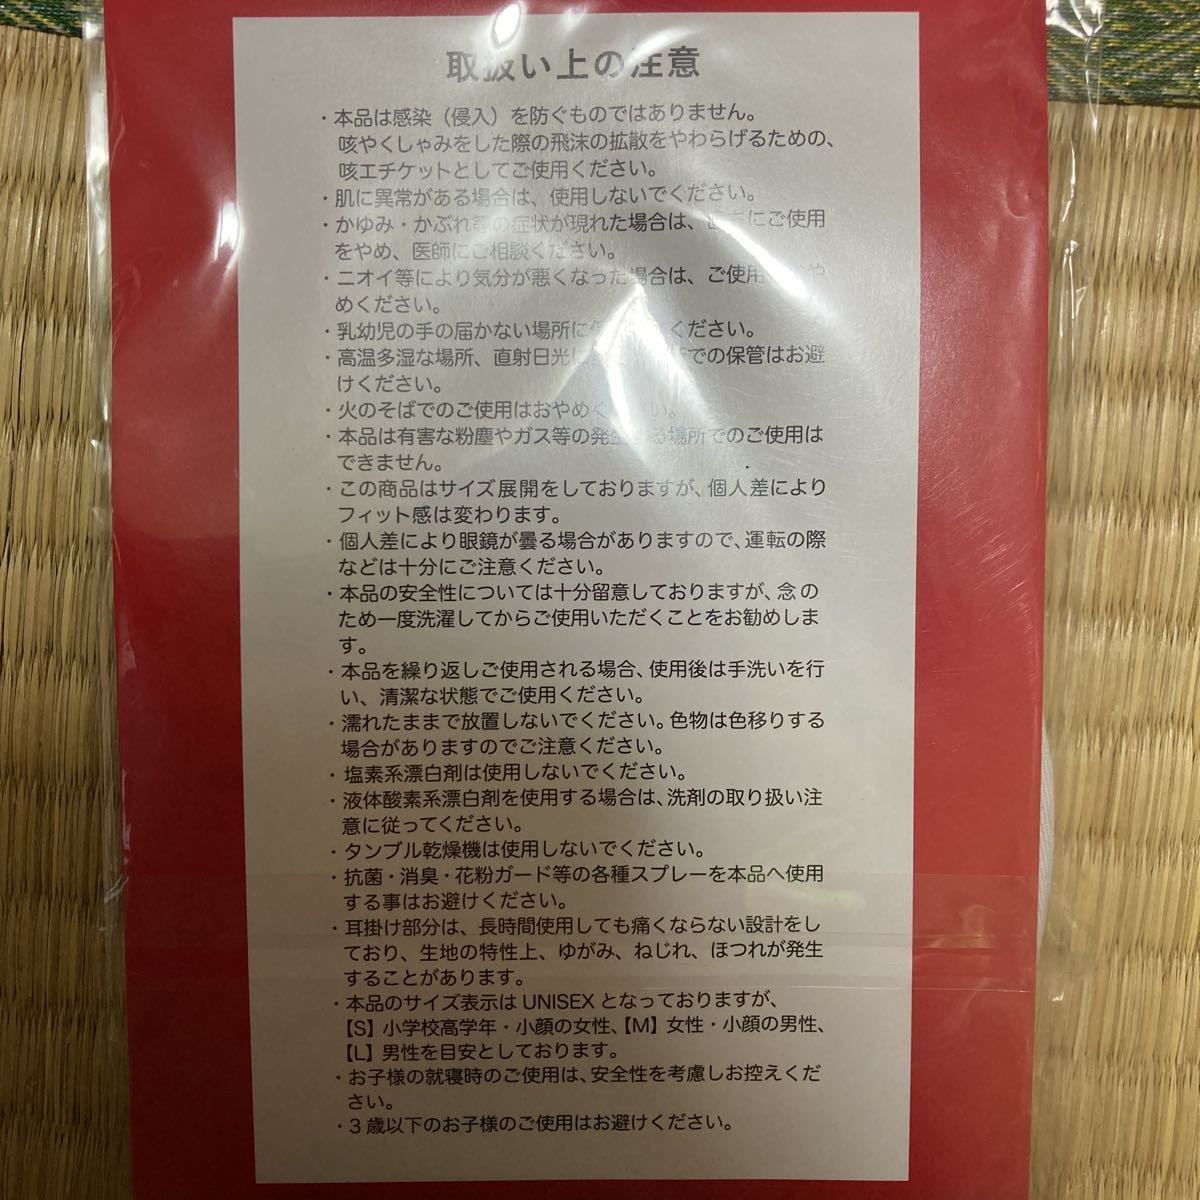 取扱い上の注意
・本品は感染（侵入）を防ぐものではありません。
咳やくしゃみをした際の飛沫の拡散をやわらげるための、
咳エチケットとしてご使用ください。
・肌に異常がある場合は、使用しないでください。
・かゆみ・かぶれ等の症状が現れた場合は、直ちにご使用
をやめ、医師にご相談ください。
・ニオイ等により気分が悪くなった場合は、ご使用をおや
めください。
・乳幼児の手の届かない場所に ください。
・高温多湿な場所、直射日光 での保管はお避
けください。
・火のそばでのご使用はおやめください。
・本品は有害な粉塵やガス等の発生する場所でのご使用は
できません。
・この商品はサイズ展開をしておりますが、個人差により
フィット感は変わります。
・個人差により眼鏡が曇る場合がありますので、運転の際
などは十分にご注意ください。
・本品の安全性については十分留意しておりますが、念の
ため一度洗濯してからご使用いただくことをお勧めしま
す。
・本品を繰り返しご使用される場合、使用後は手洗いを行
い、清潔な状態でご使用ください。
・濡れたままで放置しないでください。色物は色移りする
場合がありますのでご注意ください。
・塩素系漂白剤は使用しないでください。
・液体酸素系漂白剤を使用する場合は、洗剤の取り扱い注
意に従ってください。
・タンブル乾燥機は使用しないでください。
・抗菌・消臭・花粉ガード等の各種スプレーを本品へ使用
する事はお避けください。
・耳掛け部分は、長時間使用しても痛くならない設計をし
ており、生地の特性上、ゆがみ、ねじれ、ほつれが発生
することがあります。
・本品のサイズ表示は UNISEX となっておりますが、
【S】小学校高学年・小顔の女性、【M】女性・小顔の男性、
【L】男性を目安としております。
・お子様の就寝時のご使用は、安全性を考慮しお控えくだ
さい。
・3 歳以下のお子様のご使用はお避けください。